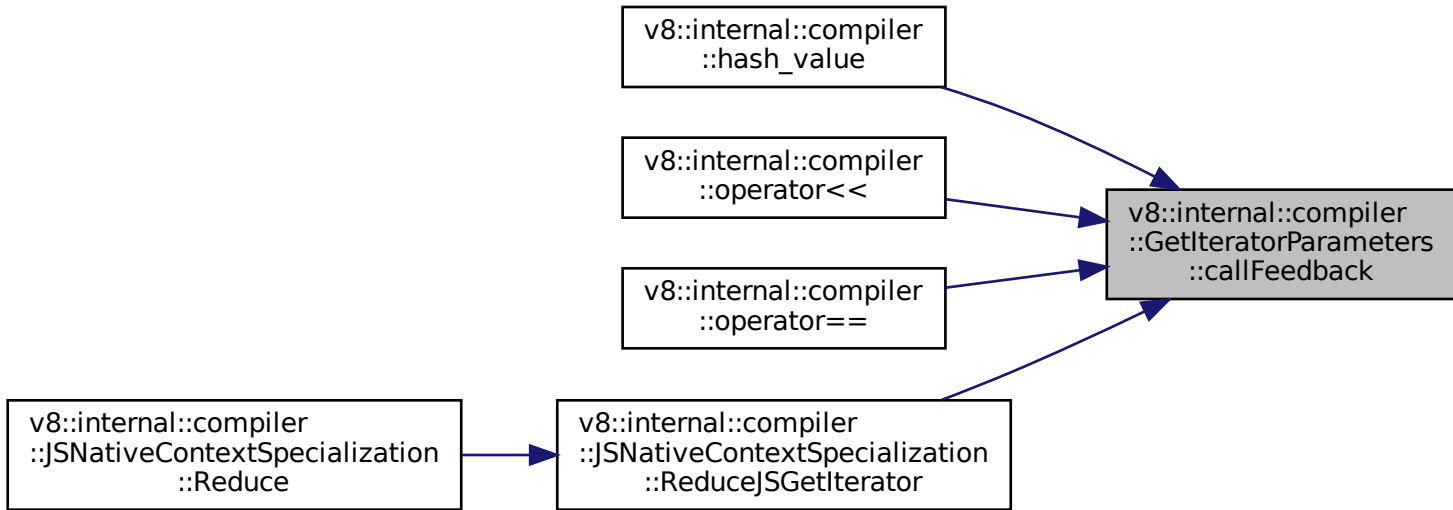 v8::internal::compiler
::hash_value
v8::internal::compiler
::operator<<
v8::internal::compiler
::GetIteratorParameters
::callFeedback
v8::internal::compiler
::operator==
v8::internal::compiler
::JSNativeContextSpecialization
::Reduce
v8::internal::compiler
::JSNativeContextSpecialization
::ReduceJSGetIterator